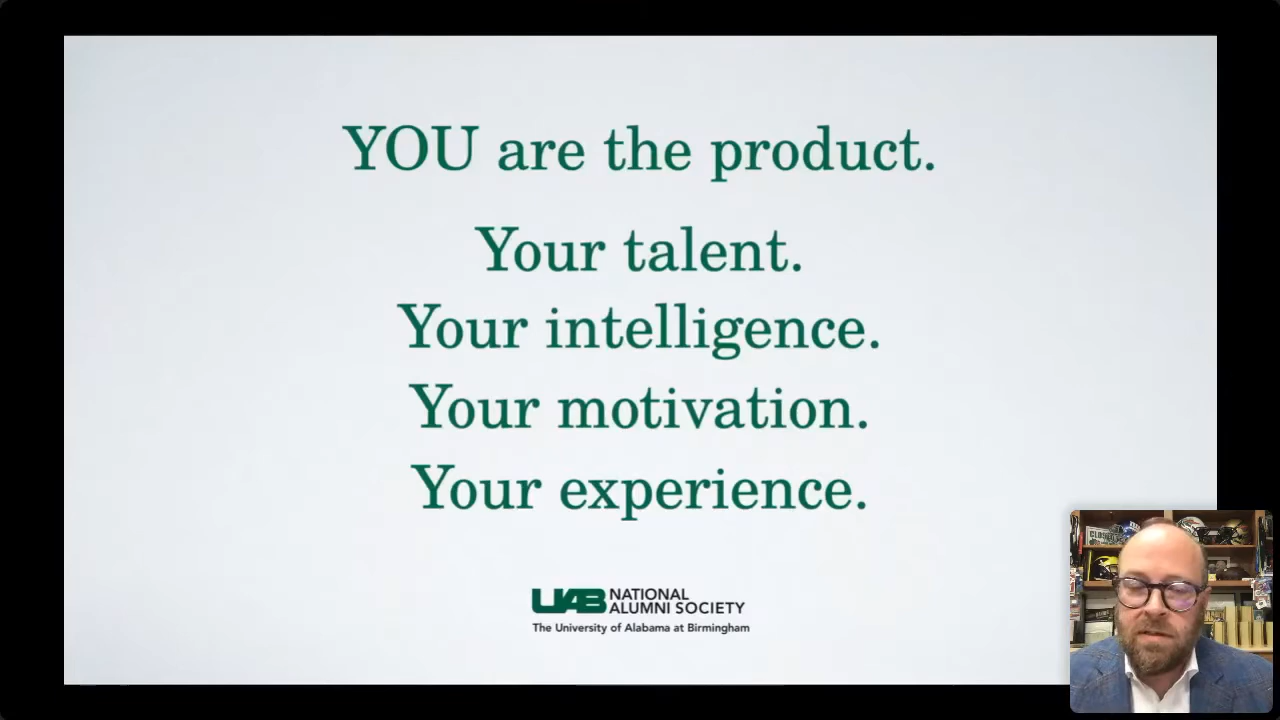 YOU are the product.
Your talent.
Your intelligence.
Your motivation.
Your experience.
UAB NATIONAL
ALUMNI SOCIETY
The University of Alabama at Birmingham